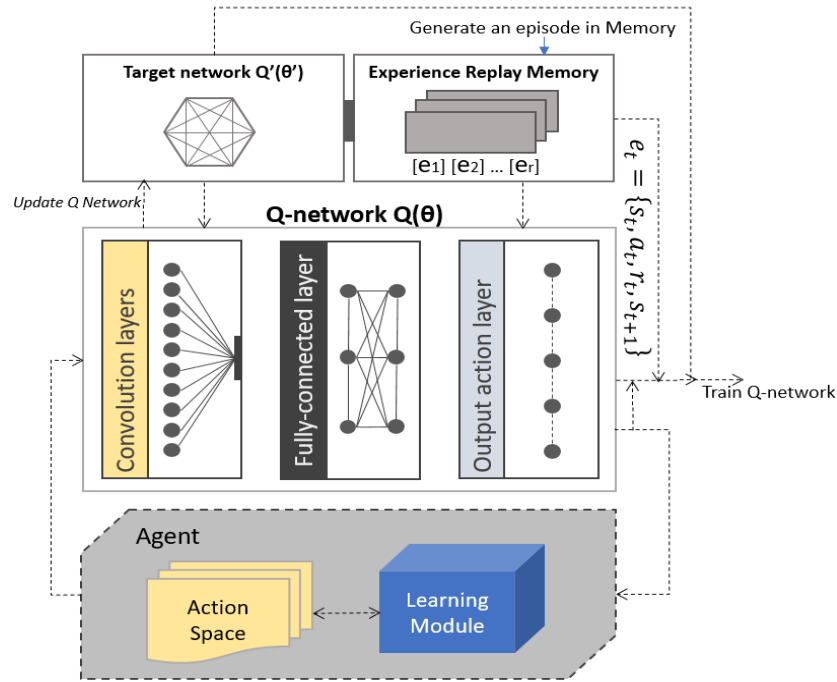 Generate an episode in Memory
Target network Q'(θ')
Experience Replay Memory
[e1] [e2] ... [er]
Update Q Network
Q-network Q(θ)
e_t = {s_t, a_t, r_t, s_{t+1}}
Convolution layers
Fully-connected layer
Output action layer
Train Q-network
Agent
Action
Space
Learning
Module